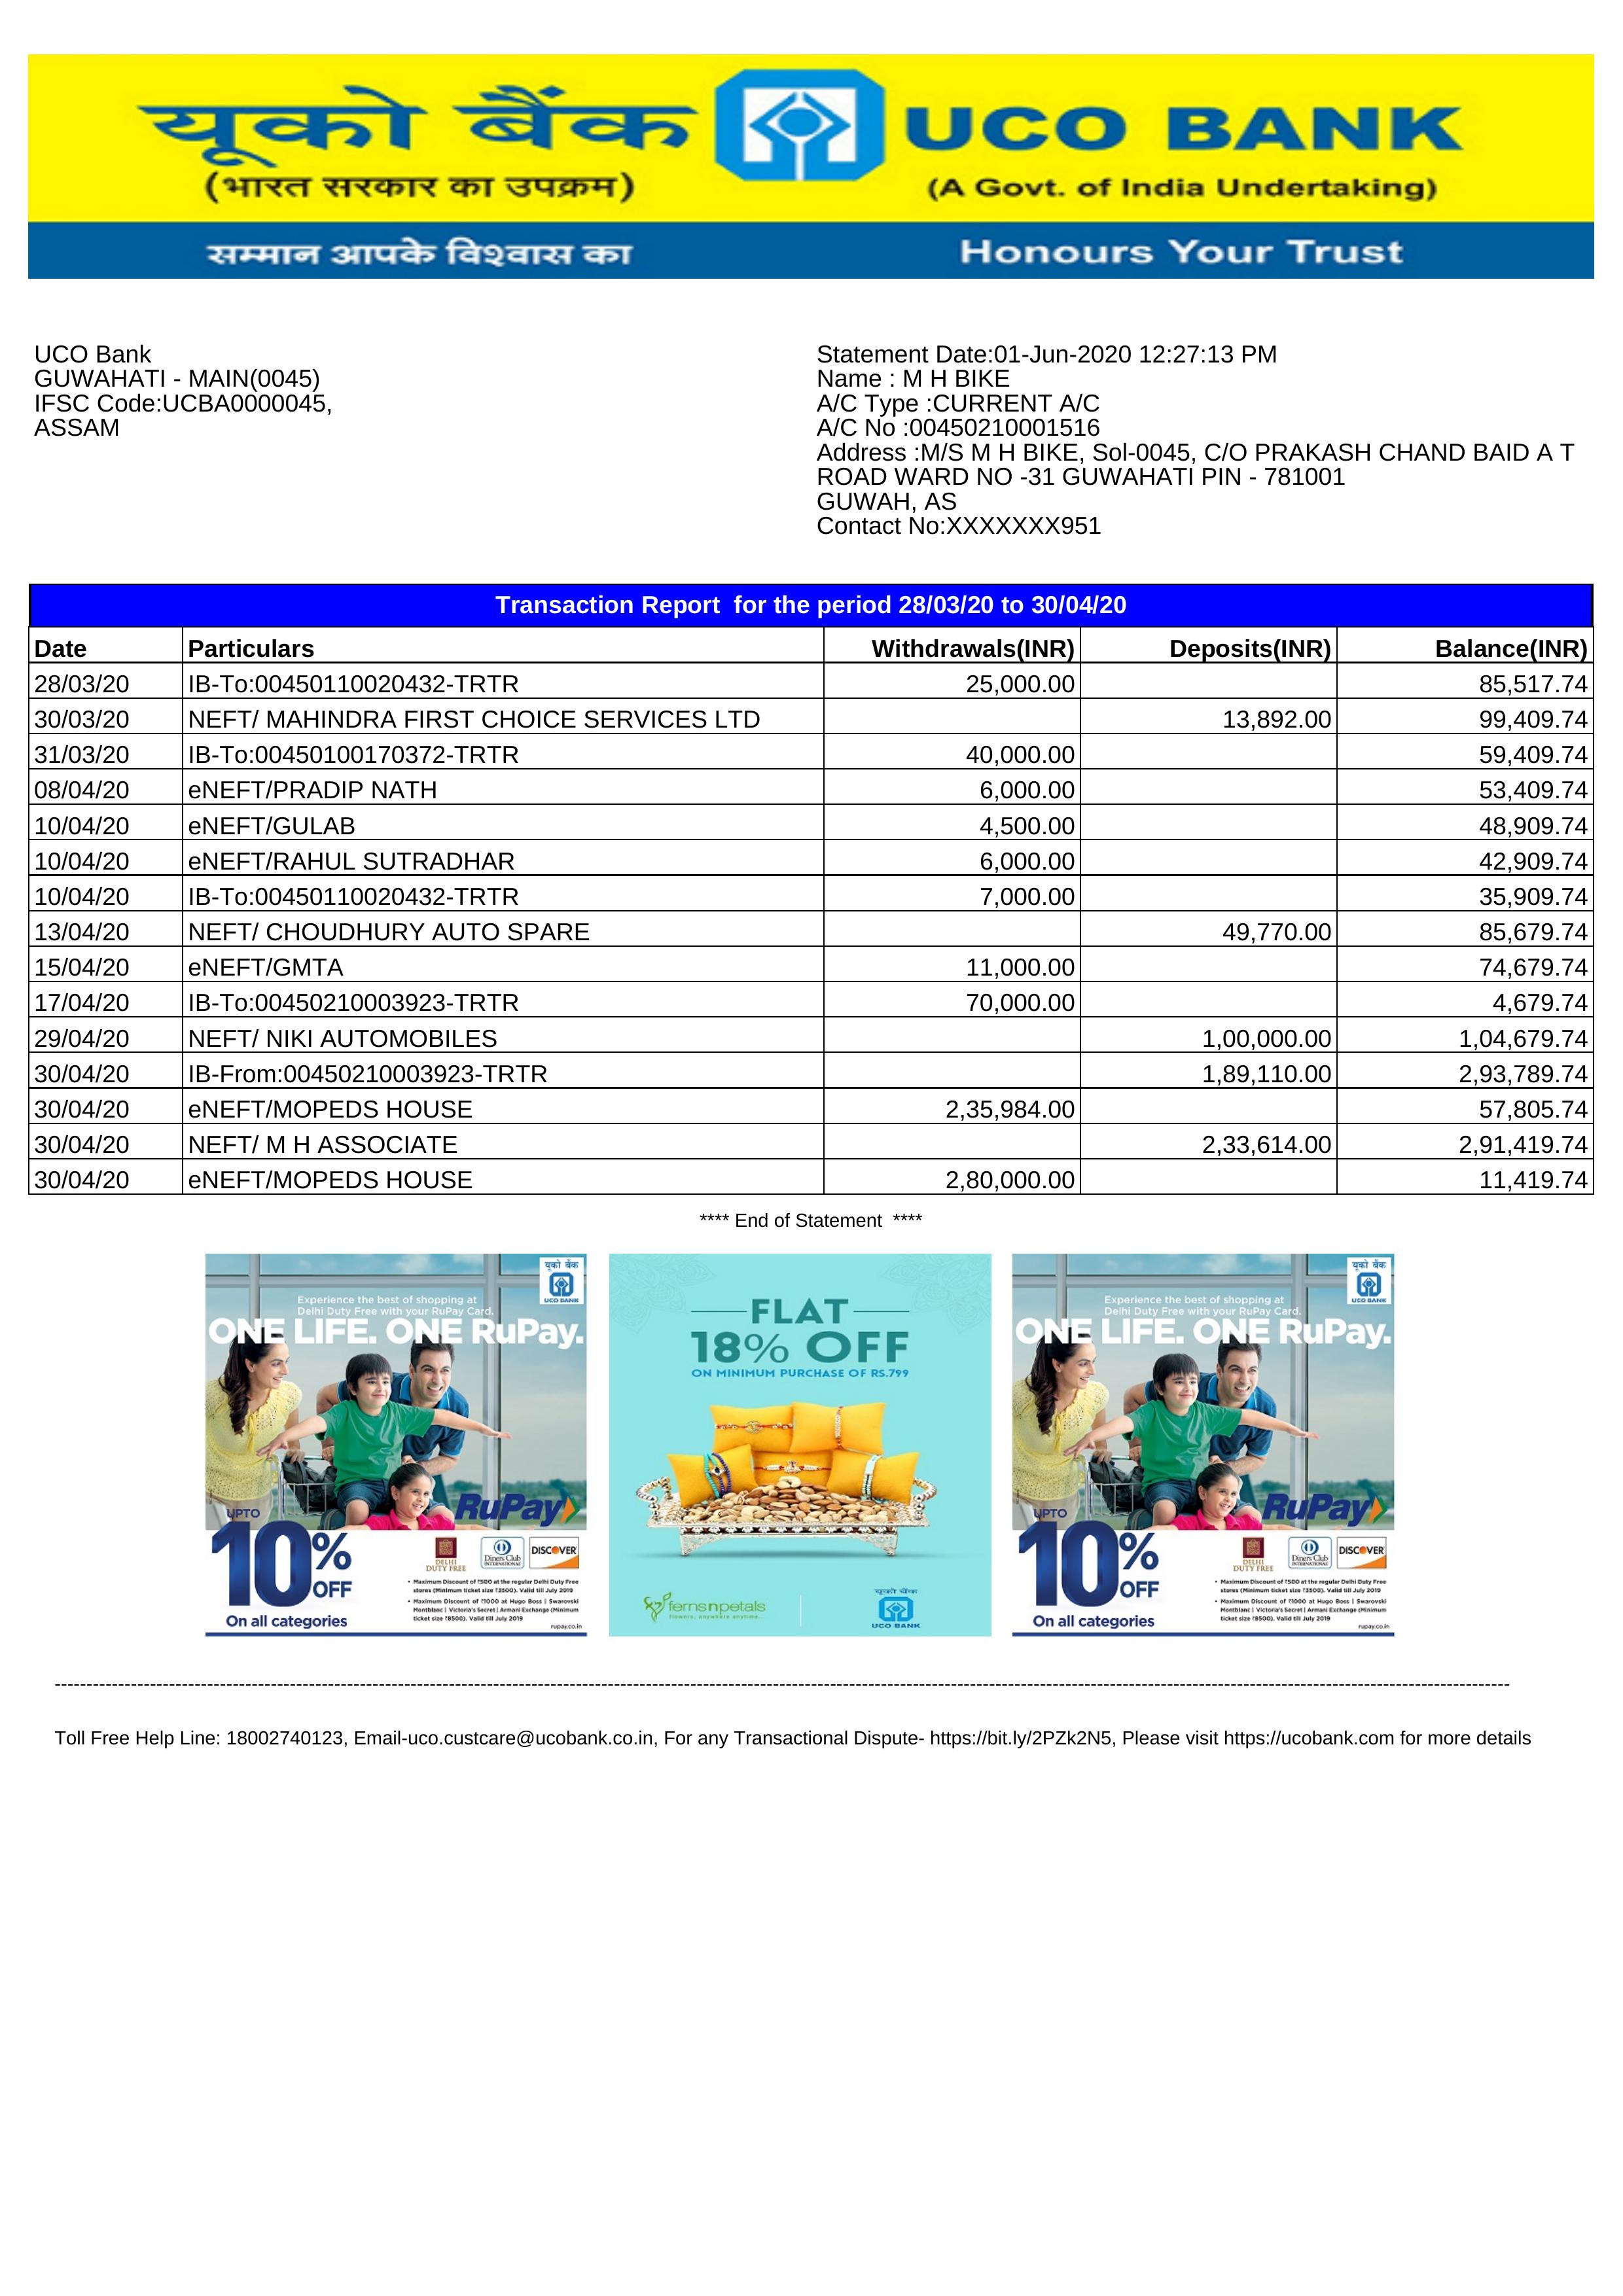 यूको बैंक UCO BANK
(भारत सरकार का उपक्रम) (A Govt. of India Undertaking)
सम्मान आपके विश्वास का Honours Your Trust
UCO Bank
GUWAHATI - MAIN(0045)
IFSC Code:UCBA0000045,
ASSAM
Statement Date:01-Jun-2020 12:27:13 PM
Name : M H BIKE
A/C Type :CURRENT A/C
A/C No :00450210001516
Address :M/S M H BIKE, Sol-0045, C/O PRAKASH CHAND BAID A T
ROAD WARD NO -31 GUWAHATI PIN - 781001
GUWAH, AS
Contact No:XXXXXXX951
Transaction Report for the period 28/03/20 to 30/04/20
Date Particulars Withdrawals(INR) Deposits(INR) Balance(INR)
28/03/20 IB-To:00450110020432-TRTR 25,000.00 85,517.74
30/03/20 NEFT/ MAHINDRA FIRST CHOICE SERVICES LTD 13,892.00 99,409.74
31/03/20 IB-To:00450100170372-TRTR 40,000.00 59,409.74
08/04/20 eNEFT/PRADIP NATH 6,000.00 53,409.74
10/04/20 eNEFT/GULAB 4,500.00 48,909.74
10/04/20 eNEFT/RAHUL SUTRADHAR 6,000.00 42,909.74
10/04/20 IB-To:00450110020432-TRTR 7,000.00 35,909.74
13/04/20 NEFT/ CHOUDHURY AUTO SPARE 49,770.00 85,679.74
15/04/20 eNEFT/GMTA 11,000.00 74,679.74
17/04/20 IB-To:00450210003923-TRTR 70,000.00 4,679.74
29/04/20 NEFT/ NIKI AUTOMOBILES 1,00,000.00 1,04,679.74
30/04/20 IB-From:00450210003923-TRTR 1,89,110.00 2,93,789.74
30/04/20 eNEFT/MOPEDS HOUSE 2,35,984.00 57,805.74
30/04/20 NEFT/ M H ASSOCIATE 2,33,614.00 2,91,419.74
30/04/20 eNEFT/MOPEDS HOUSE 2,80,000.00 11,419.74
**** End of Statement ****
यूको बैंक
UCO BANK
Experience the best of shopping at
Delhi Duty Free with your RuPay Card.
ONE LIFE. ONE RuPay.
RuPay
UPTO
10% OFF
On all categories
DELHI DUTY FREE
Diners Club INTERNATIONAL
DISCOVER
• Maximum Discount of ₹500 at the regular Delhi Duty Free
stores (Minimum ticket size ₹3500). Valid till July 2019
• Maximum Discount of ₹1000 at Hugo Boss | Swarovski
Montblanc | Victoria's Secret | Armani Exchange (Minimum
ticket size ₹8500). Valid till July 2019
rupay.co.in
FLAT
18% OFF
ON MINIMUM PURCHASE OF RS.799
fernsnpetals
flowers, anywhere anytime...
यूको बैंक
UCO BANK
यूको बैंक
UCO BANK
Experience the best of shopping at
Delhi Duty Free with your RuPay Card.
ONE LIFE. ONE RuPay.
RuPay
UPTO
10% OFF
On all categories
DELHI DUTY FREE
Diners Club INTERNATIONAL
DISCOVER
• Maximum Discount of ₹500 at the regular Delhi Duty Free
stores (Minimum ticket size ₹3500). Valid till July 2019
• Maximum Discount of ₹1000 at Hugo Boss | Swarovski
Montblanc | Victoria's Secret | Armani Exchange (Minimum
ticket size ₹8500). Valid till July 2019
rupay.co.in
Toll Free Help Line: 18002740123, Email-uco.custcare@ucobank.co.in, For any Transactional Dispute- https://bit.ly/2PZk2N5, Please visit https://ucobank.com for more details